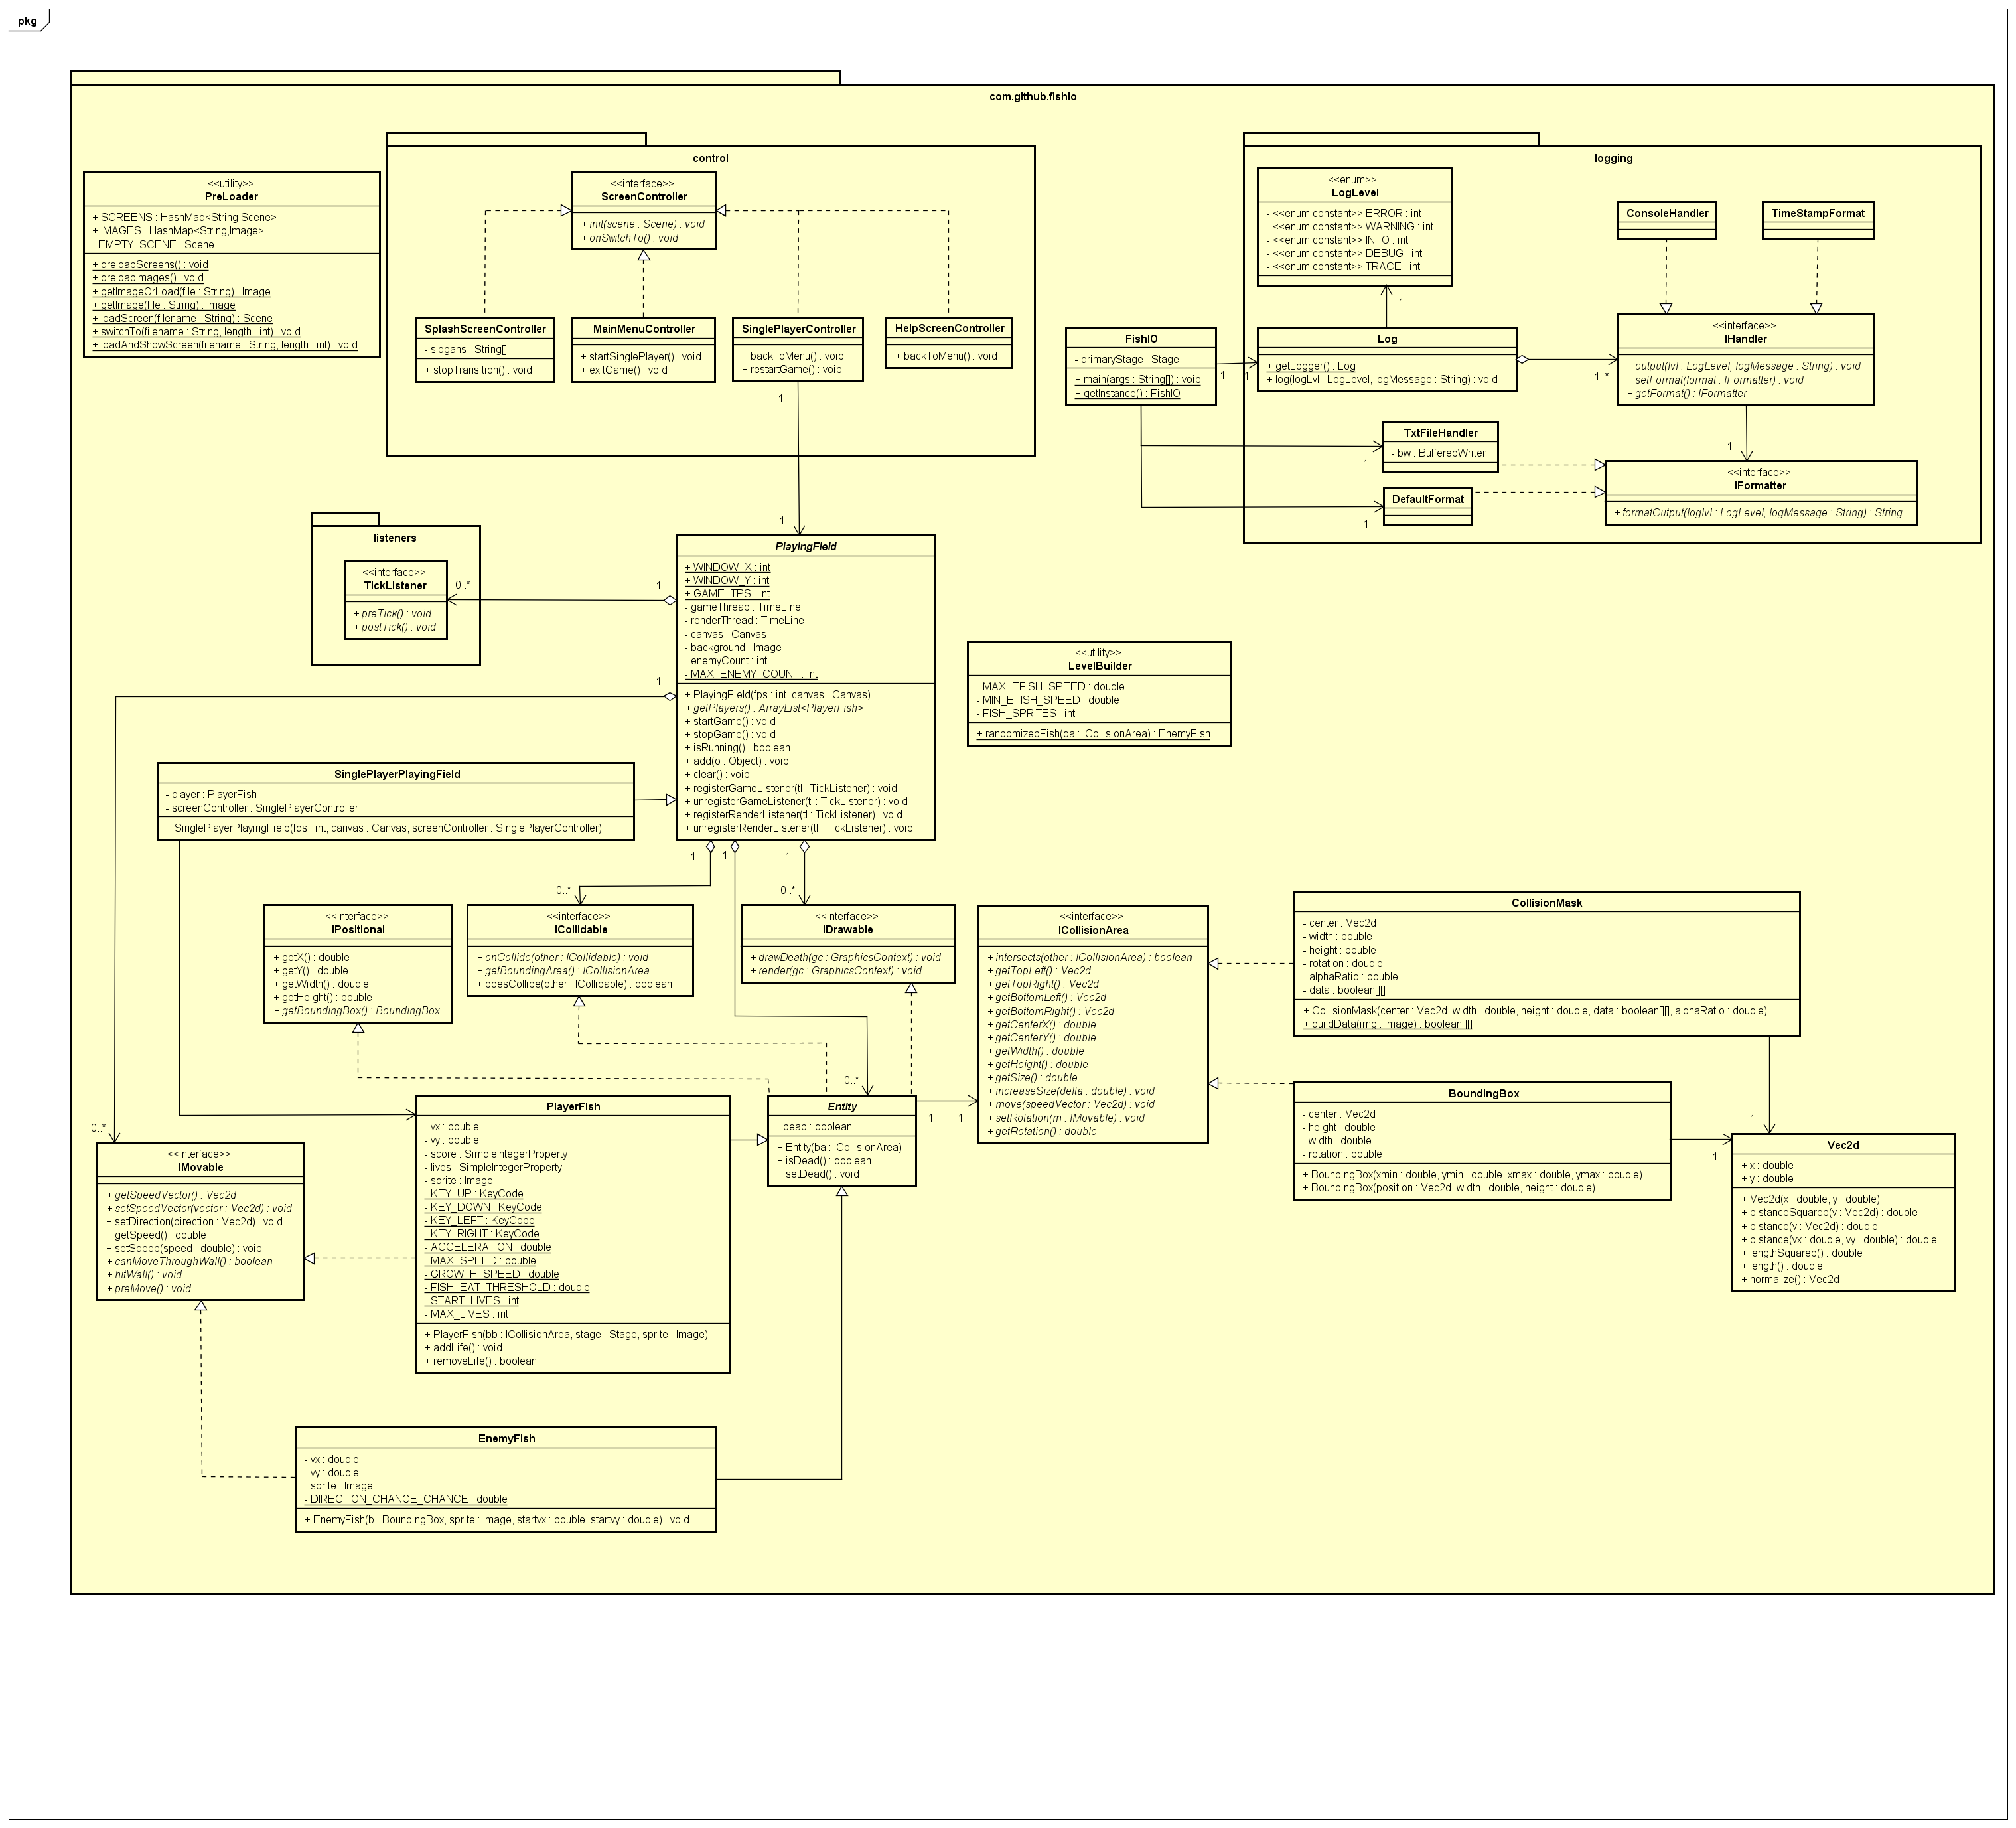 pkg
com.github.fishio
control
logging
<<utility>>
PreLoader
+ SCREENS : HashMap<String,Scene>
+ IMAGES : HashMap<String,Image>
- EMPTY_SCENE : Scene
+ preloadScreens() : void
+ preloadImages() : void
+ getImageOrLoad(file : String) : Image
+ getImage(file : String) : Image
+ loadScreen(filename : String) : Scene
+ switchTo(filename : String, length : int) : void
+ loadAndShowScreen(filename : String, length : int) : void
<<interface>>
ScreenController
+ init(scene : Scene) : void
+ onSwitchTo() : void
SplashScreenController
- slogans : String[]
+ stopTransition() : void
MainMenuController
+ startSinglePlayer() : void
+ exitGame() : void
SinglePlayerController
+ backToMenu() : void
+ restartGame() : void
HelpScreenController
+ backToMenu() : void
1
1
<<enum>>
LogLevel
- <<enum constant>> ERROR : int
- <<enum constant>> WARNING : int
- <<enum constant>> INFO : int
- <<enum constant>> DEBUG : int
- <<enum constant>> TRACE : int
1
ConsoleHandler
TimeStampFormat
FishIO
- primaryStage : Stage
+ main(args : String[]) : void
+ getInstance() : FishIO
1
1
Log
+ getLogger() : Log
+ log(logLvl : LogLevel, logMessage : String) : void
1..*
<<interface>>
IHandler
+ output(lvl : LogLevel, logMessage : String) : void
+ setFormat(format : IFormatter) : void
+ getFormat() : IFormatter
1
TxtFileHandler
- bw : BufferedWriter
1
DefaultFormat
1
<<interface>>
IFormatter
+ formatOutput(loglvl : LogLevel, logMessage : String) : String
listeners
<<interface>>
TickListener
+ preTick() : void
+ postTick() : void
0..*
1
1
PlayingField
+ WINDOW_X : int
+ WINDOW_Y : int
+ GAME_TPS : int
- gameThread : TimeLine
- renderThread : TimeLine
- canvas : Canvas
- background : Image
- enemyCount : int
- MAX_ENEMY_COUNT : int
+ PlayingField(fps : int, canvas : Canvas)
+ getPlayers() : ArrayList<PlayerFish>
+ startGame() : void
+ stopGame() : void
+ isRunning() : boolean
+ add(o : Object) : void
+ clear() : void
+ registerGameListener(tl : TickListener) : void
+ unregisterGameListener(tl : TickListener) : void
+ registerRenderListener(tl : TickListener) : void
+ unregisterRenderListener(tl : TickListener) : void
<<utility>>
LevelBuilder
- MAX_EFISH_SPEED : double
- MIN_EFISH_SPEED : double
- FISH_SPRITES : int
+ randomizedFish(ba : ICollisionArea) : EnemyFish
SinglePlayerPlayingField
- player : PlayerFish
- screenController : SinglePlayerController
+ SinglePlayerPlayingField(fps : int, canvas : Canvas, screenController : SinglePlayerController)
1
1
1
0..*
0..*
<<interface>>
IPositional
+ getX() : double
+ getY() : double
+ getWidth() : double
+ getHeight() : double
+ getBoundingBox() : BoundingBox
<<interface>>
ICollidable
+ onCollide(other : ICollidable) : void
+ getBoundingArea() : ICollisionArea
+ doesCollide(other : ICollidable) : boolean
<<interface>>
IDrawable
+ drawDeath(gc : GraphicsContext) : void
+ render(gc : GraphicsContext) : void
<<interface>>
ICollisionArea
+ intersects(other : ICollisionArea) : boolean
+ getTopLeft() : Vec2d
+ getTopRight() : Vec2d
+ getBottomLeft() : Vec2d
+ getBottomRight() : Vec2d
+ getCenterX() : double
+ getCenterY() : double
+ getWidth() : double
+ getHeight() : double
+ getSize() : double
+ increaseSize(delta : double) : void
+ move(speedVector : Vec2d) : void
+ setRotation(m : IMovable) : void
+ getRotation() : double
CollisionMask
- center : Vec2d
- width : double
- height : double
- rotation : double
- alphaRatio : double
- data : boolean[][]
+ CollisionMask(center : Vec2d, width : double, height : double, data : boolean[][], alphaRatio : double)
+ buildData(img : Image) : boolean[][]
BoundingBox
- center : Vec2d
- height : double
- width : double
- rotation : double
+ BoundingBox(xmin : double, ymin : double, xmax : double, ymax : double)
+ BoundingBox(position : Vec2d, width : double, height : double)
1
1
Vec2d
+ x : double
+ y : double
+ Vec2d(x : double, y : double)
+ distanceSquared(v : Vec2d) : double
+ distance(v : Vec2d) : double
+ distance(vx : double, vy : double) : double
+ lengthSquared() : double
+ length() : double
+ normalize() : Vec2d
0..*
Entity
- dead : boolean
+ Entity(ba : ICollisionArea)
+ isDead() : boolean
+ setDead() : void
1
1
PlayerFish
- vx : double
- vy : double
- score : SimpleIntegerProperty
- lives : SimpleIntegerProperty
- sprite : Image
- KEY_UP : KeyCode
- KEY_DOWN : KeyCode
- KEY_LEFT : KeyCode
- KEY_RIGHT : KeyCode
- ACCELERATION : double
- MAX_SPEED : double
- GROWTH_SPEED : double
- FISH_EAT_THRESHOLD : double
- START_LIVES : int
- MAX_LIVES : int
+ PlayerFish(bb : ICollisionArea, stage : Stage, sprite : Image)
+ addLife() : void
+ removeLife() : boolean
0..*
<<interface>>
IMovable
+ getSpeedVector() : Vec2d
+ setSpeedVector(vector : Vec2d) : void
+ setDirection(direction : Vec2d) : void
+ getSpeed() : double
+ setSpeed(speed : double) : void
+ canMoveThroughWall() : boolean
+ hitWall() : void
+ preMove() : void
EnemyFish
- vx : double
- vy : double
- sprite : Image
- DIRECTION_CHANGE_CHANCE : double
+ EnemyFish(b : BoundingBox, sprite : Image, startvx : double, startvy : double) : void